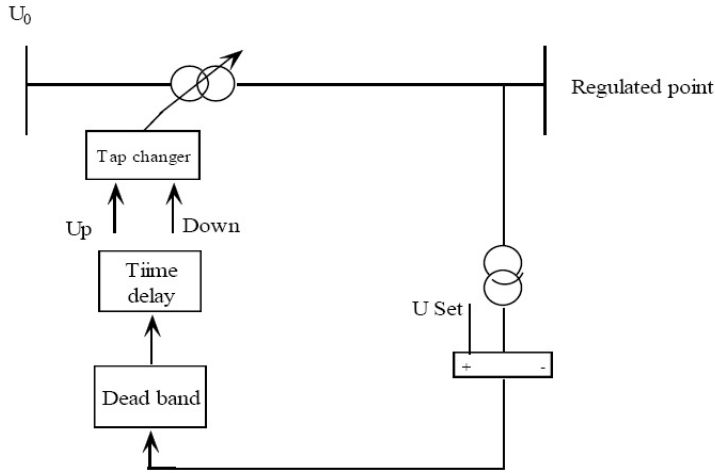 U0
Regulated point
Tap changer
Up
Down
Tiime
delay
U Set
+ -
Dead band